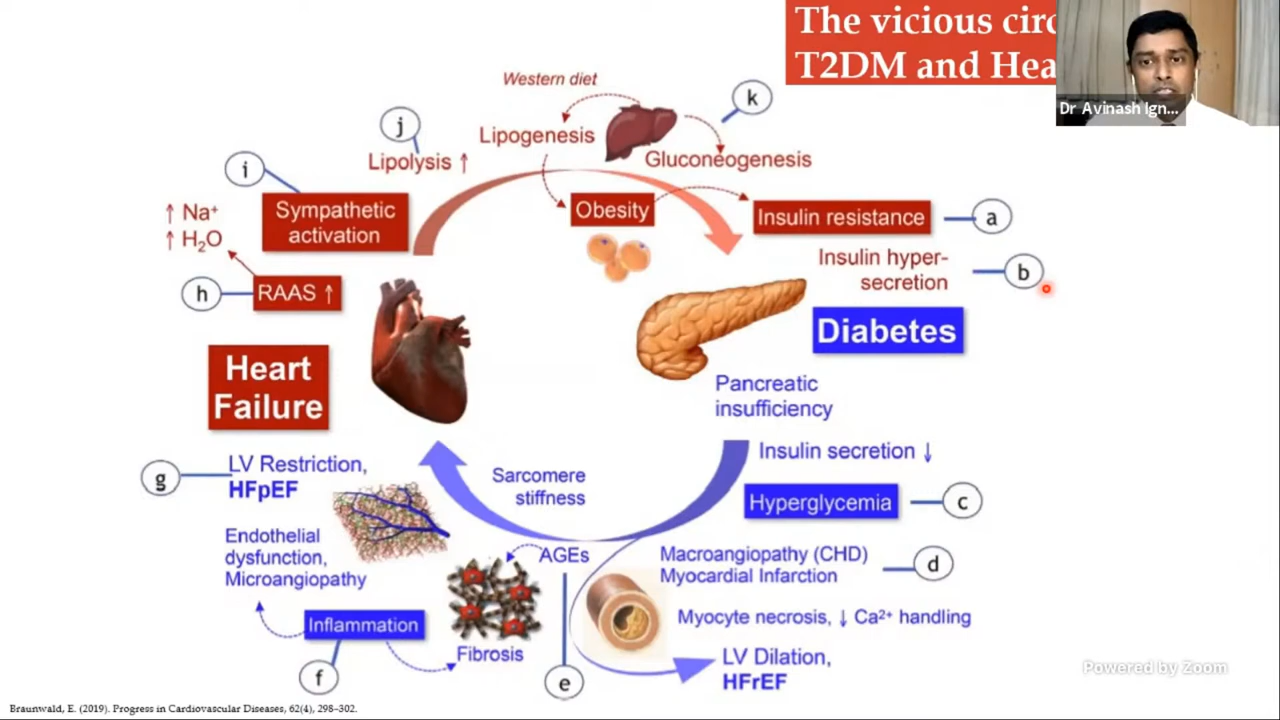 The vicious circ
T2DM and Hea
Dr Avinash Ign...
Western diet
k
j
Lipogenesis
Lipolysis ↑
Gluconeogenesis
i
Sympathetic
activation
↑ Na⁺
↑ H₂O
Obesity
Insulin resistance
a
Insulin hyper-
secretion
b
h
RAAS ↑
Diabetes
Heart
Failure
Pancreatic
insufficiency
Insulin secretion ↓
g
LV Restriction,
HFpEF
Sarcomere
stiffness
Hyperglycemia
c
Endothelial
dysfunction,
Microangiopathy
AGEs
Macroangiopathy (CHD)
Myocardial Infarction
d
Inflammation
Myocyte necrosis, ↓ Ca²⁺ handling
Fibrosis
f
e
LV Dilation,
HFrEF
Powered by Zoom
Braunwald, E. (2019). Progress in Cardiovascular Diseases, 62(4), 298–302.